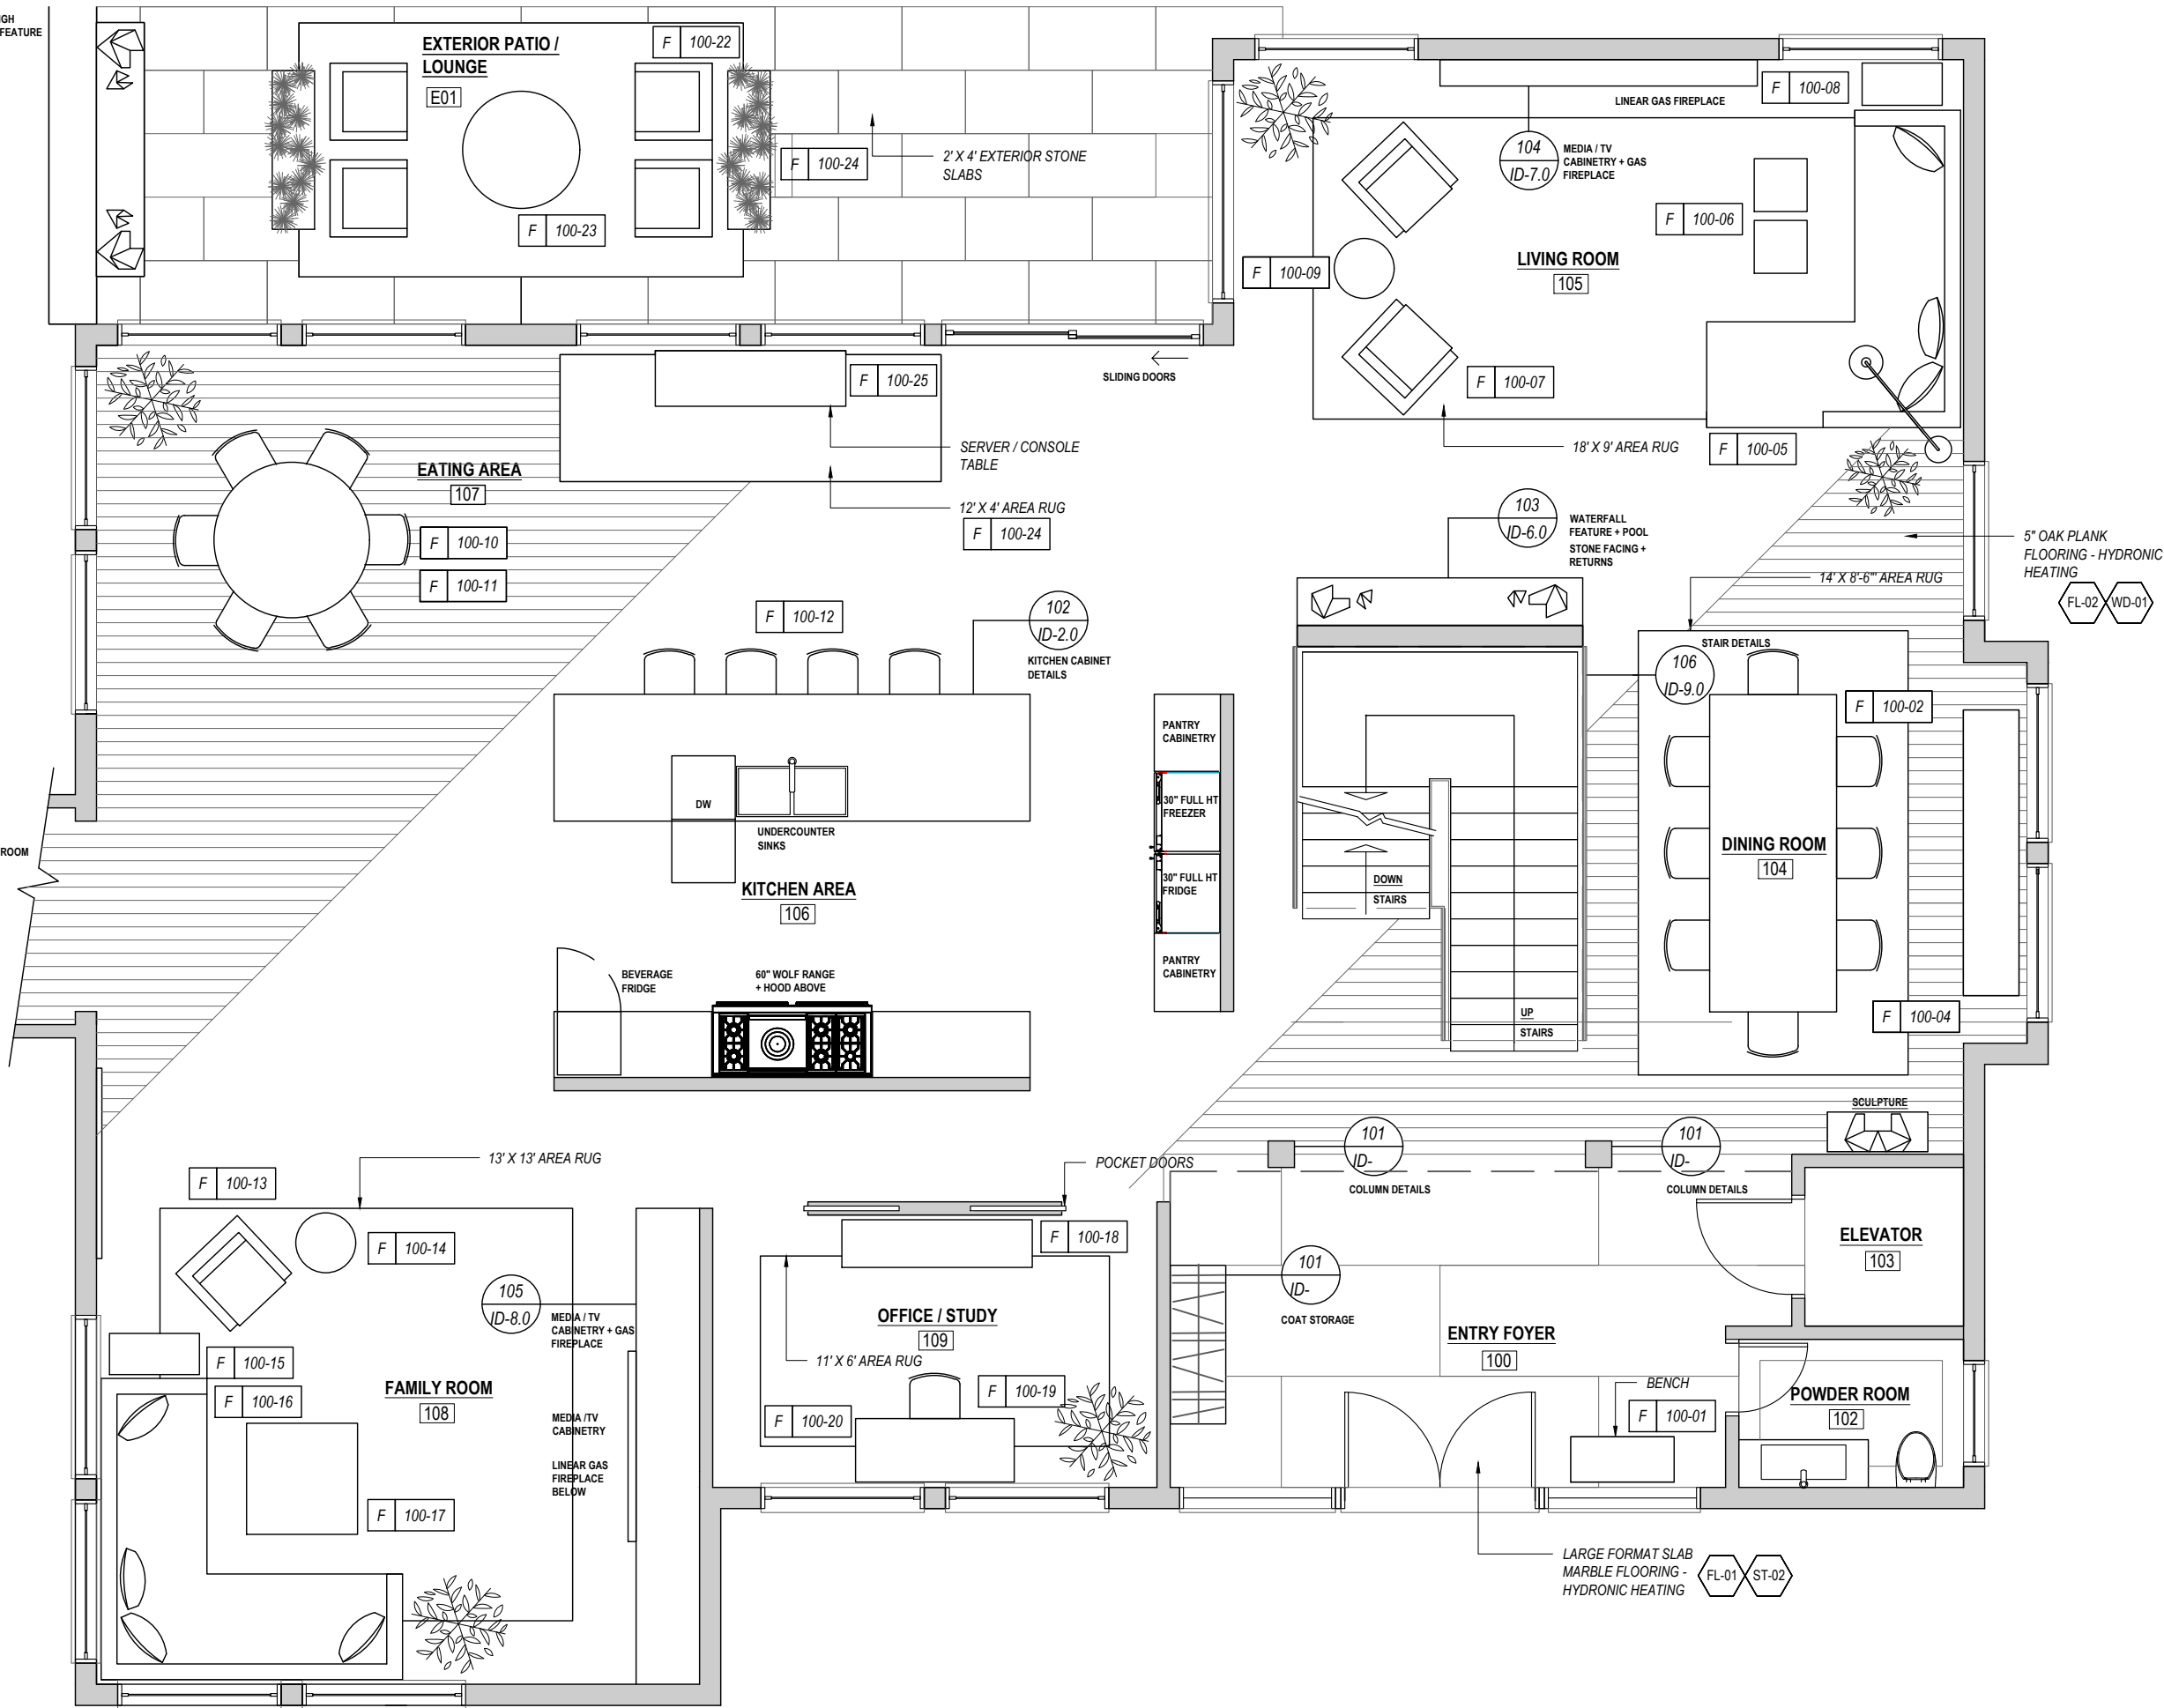 IGH
FEATURE
EXTERIOR PATIO /
LOUNGE
E01
F 100-22
F 100-24
2' X 4' EXTERIOR STONE
SLABS
F 100-23
LINEAR GAS FIREPLACE
F 100-08
104
ID-7.0
MEDIA / TV
CABINETRY + GAS
FIREPLACE
F 100-06
LIVING ROOM
105
F 100-09
F 100-07
18' X 9' AREA RUG
F 100-05
SLIDING DOORS
F 100-25
SERVER / CONSOLE
TABLE
12' X 4' AREA RUG
F 100-24
EATING AREA
107
F 100-10
F 100-11
103
ID-6.0
WATERFALL
FEATURE + POOL
STONE FACING +
RETURNS
5" OAK PLANK
FLOORING - HYDRONIC
HEATING
FL-02 WD-01
14' X 8'-6'" AREA RUG
STAIR DETAILS
106
ID-9.0
F 100-02
F 100-12
102
ID-2.0
KITCHEN CABINET
DETAILS
PANTRY
CABINETRY
30" FULL HT
FREEZER
30" FULL HT
FRIDGE
PANTRY
CABINETRY
DW
UNDERCOUNTER
SINKS
KITCHEN AREA
106
BEVERAGE
FRIDGE
60" WOLF RANGE
+ HOOD ABOVE
ROOM
DOWN
STAIRS
UP
STAIRS
DINING ROOM
104
F 100-04
SCULPTURE
101
ID-
COLUMN DETAILS
101
ID-
COLUMN DETAILS
POCKET DOORS
13' X 13' AREA RUG
F 100-13
F 100-14
105
ID-8.0
MEDIA / TV
CABINETRY + GAS
FIREPLACE
F 100-15
F 100-16
FAMILY ROOM
108
MEDIA /TV
CABINETRY
LINEAR GAS
FIREPLACE
BELOW
F 100-17
F 100-18
OFFICE / STUDY
109
11' X 6' AREA RUG
F 100-19
F 100-20
101
ID-
COAT STORAGE
ENTRY FOYER
100
ELEVATOR
103
BENCH
F 100-01
POWDER ROOM
102
LARGE FORMAT SLAB
MARBLE FLOORING -
HYDRONIC HEATING
FL-01 ST-02